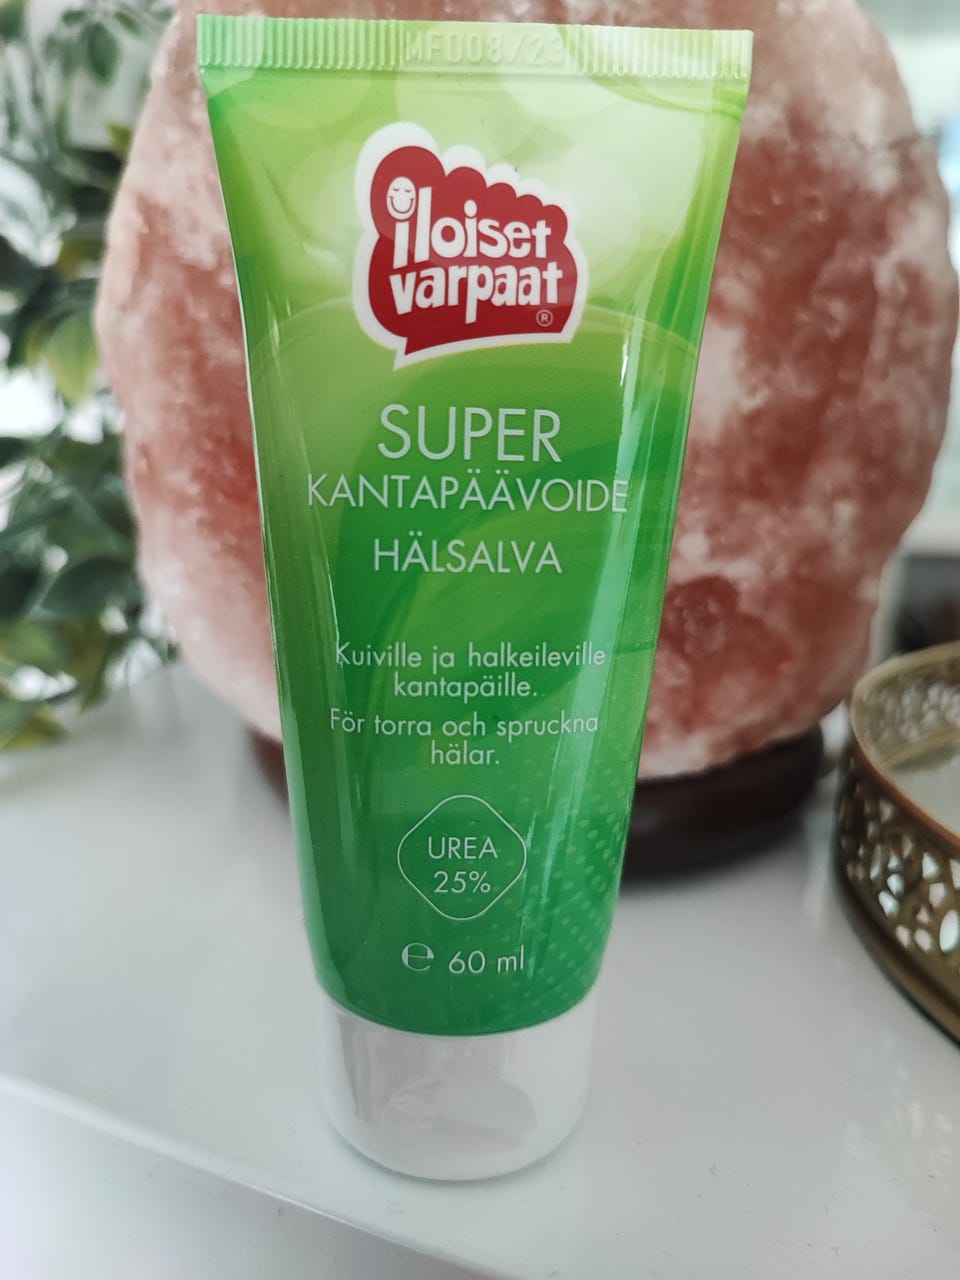 MFD08/23
iloiset
varpaat
®
SUPER
KANTAPÄÄVOIDE
HÄLSALVA
Kuiville ja halkeileville
kantapäille.
För torra och spruckna
hälar.
UREA
25%
℮ 60 ml